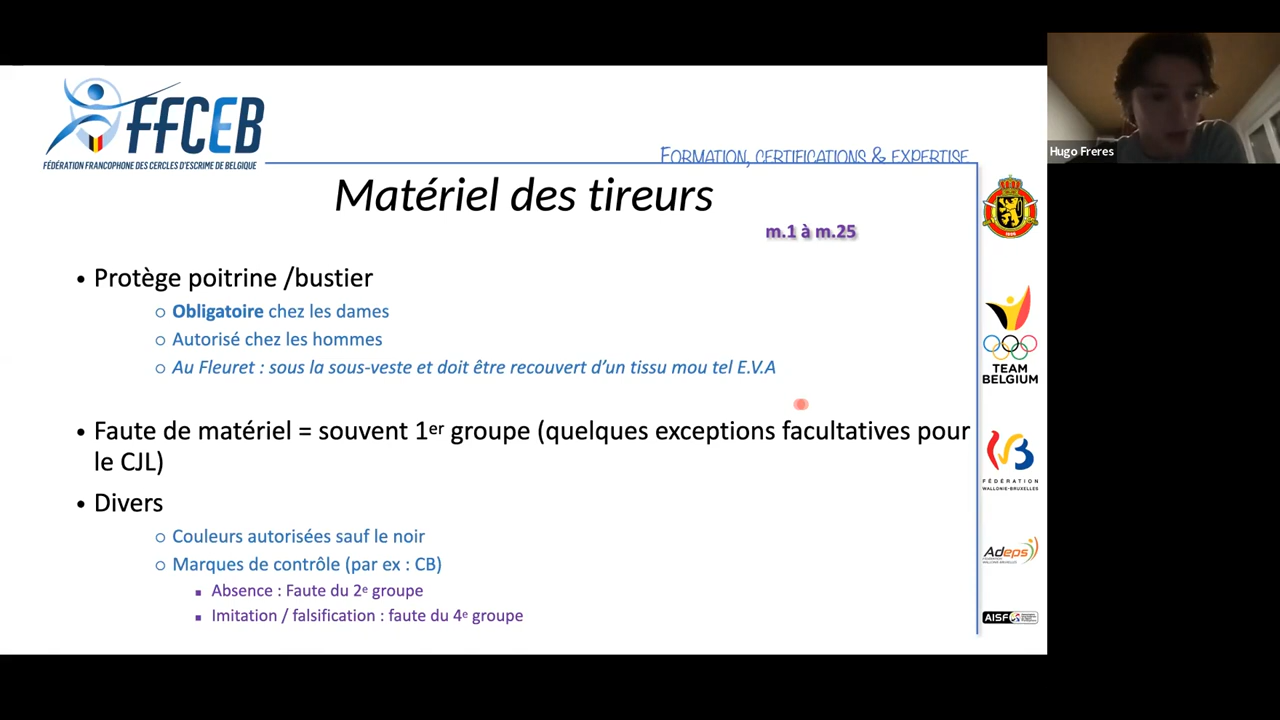 FFCEB
FÉDÉRATION FRANCOPHONE DES CERCLES D'ESCRIME DE BELGIQUE
Formation, certifications & expertise
Hugo Freres
Matériel des tireurs
m.1 à m.25
• Protège poitrine /bustier
○ Obligatoire chez les dames
○ Autorisé chez les hommes
○ Au Fleuret : sous la sous-veste et doit être recouvert d'un tissu mou tel E.V.A
• Faute de matériel = souvent 1er groupe (quelques exceptions facultatives pour
le CJL)
• Divers
○ Couleurs autorisées sauf le noir
○ Marques de contrôle (par ex : CB)
▪ Absence : Faute du 2e groupe
▪ Imitation / falsification : faute du 4e groupe
TEAM
BELGIUM
FÉDÉRATION
WALLONIE-BRUXELLES
Adeps
AISF